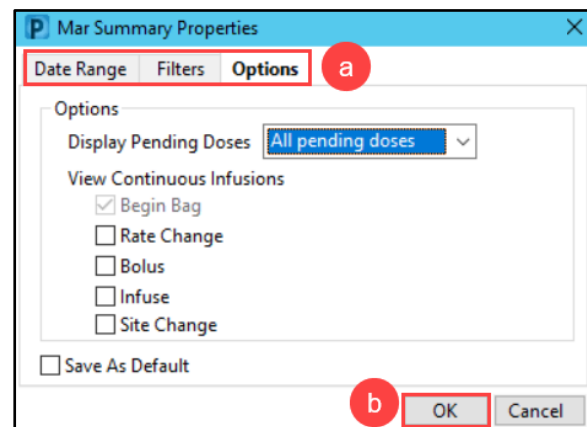 P Mar Summary Properties
Date Range Filters Options a
Options
Display Pending Doses All pending doses
View Continuous Infusions
Begin Bag
Rate Change
Bolus
Infuse
Site Change
Save As Default
b OK Cancel